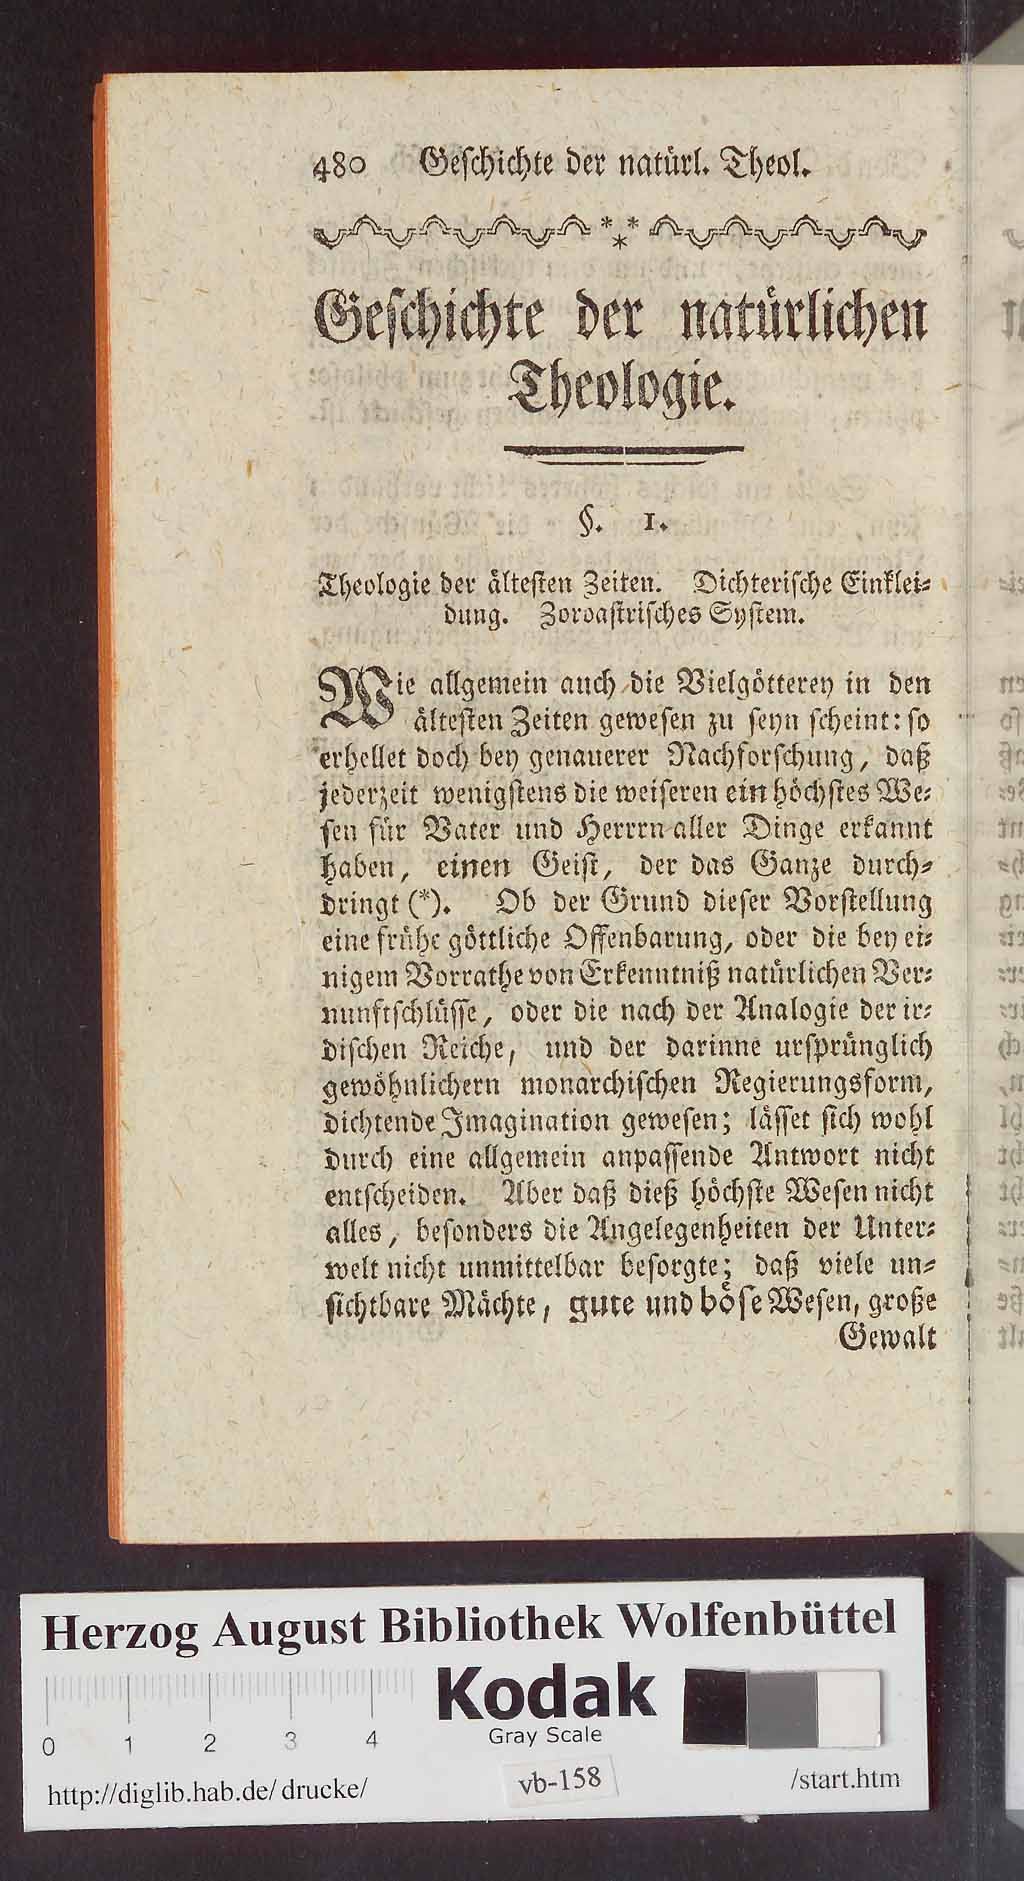 480 Geschichte der natürl. Theol.
Geschichte der natürlichen
Theologie.
§. 1.
Theologie der ältesten Zeiten. Dichterische Einklei-
dung. Zoroastrisches System.
Wie allgemein auch die Vielgötterey in den
ältesten Zeiten gewesen zu seyn scheint: so
erhellet doch bey genauerer Nachforschung, daß
jederzeit wenigstens die weiseren ein höchstes We-
sen für Vater und Herrrn aller Dinge erkannt
haben, einen Geist, der das Ganze durch-
dringt (*). Ob der Grund dieser Vorstellung
eine frühe göttliche Offenbarung, oder die bey ei-
nigem Vorrathe von Erkenntniß natürlichen Ver-
nunftschlüsse, oder die nach der Analogie der ir-
dischen Reiche, und der darinne ursprünglich
gewöhnlichern monarchischen Regierungsform,
dichtende Imagination gewesen; lässet sich wohl
durch eine allgemein anpassende Antwort nicht
entscheiden. Aber daß dieß höchste Wesen nicht
alles, besonders die Angelegenheiten der Unter-
welt nicht unmittelbar besorgte; daß viele un-
sichtbare Mächte, gute und böse Wesen, große
Gewalt
Herzog August Bibliothek Wolfenbüttel
Kodak
Gray Scale
0 1 2 3 4
http://diglib.hab.de/drucke/ vb-158 /start.htm